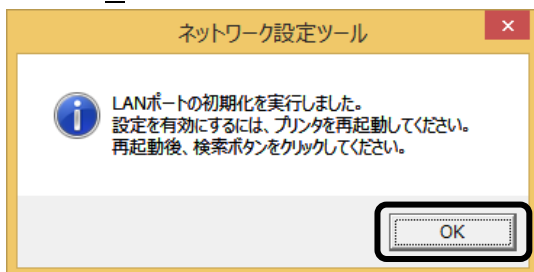 ネットワーク設定ツール
LANポートの初期化を実行しました。
設定を有効にするには、プリンタを再起動してください。
再起動後、検索ボタンをクリックしてください。
OK